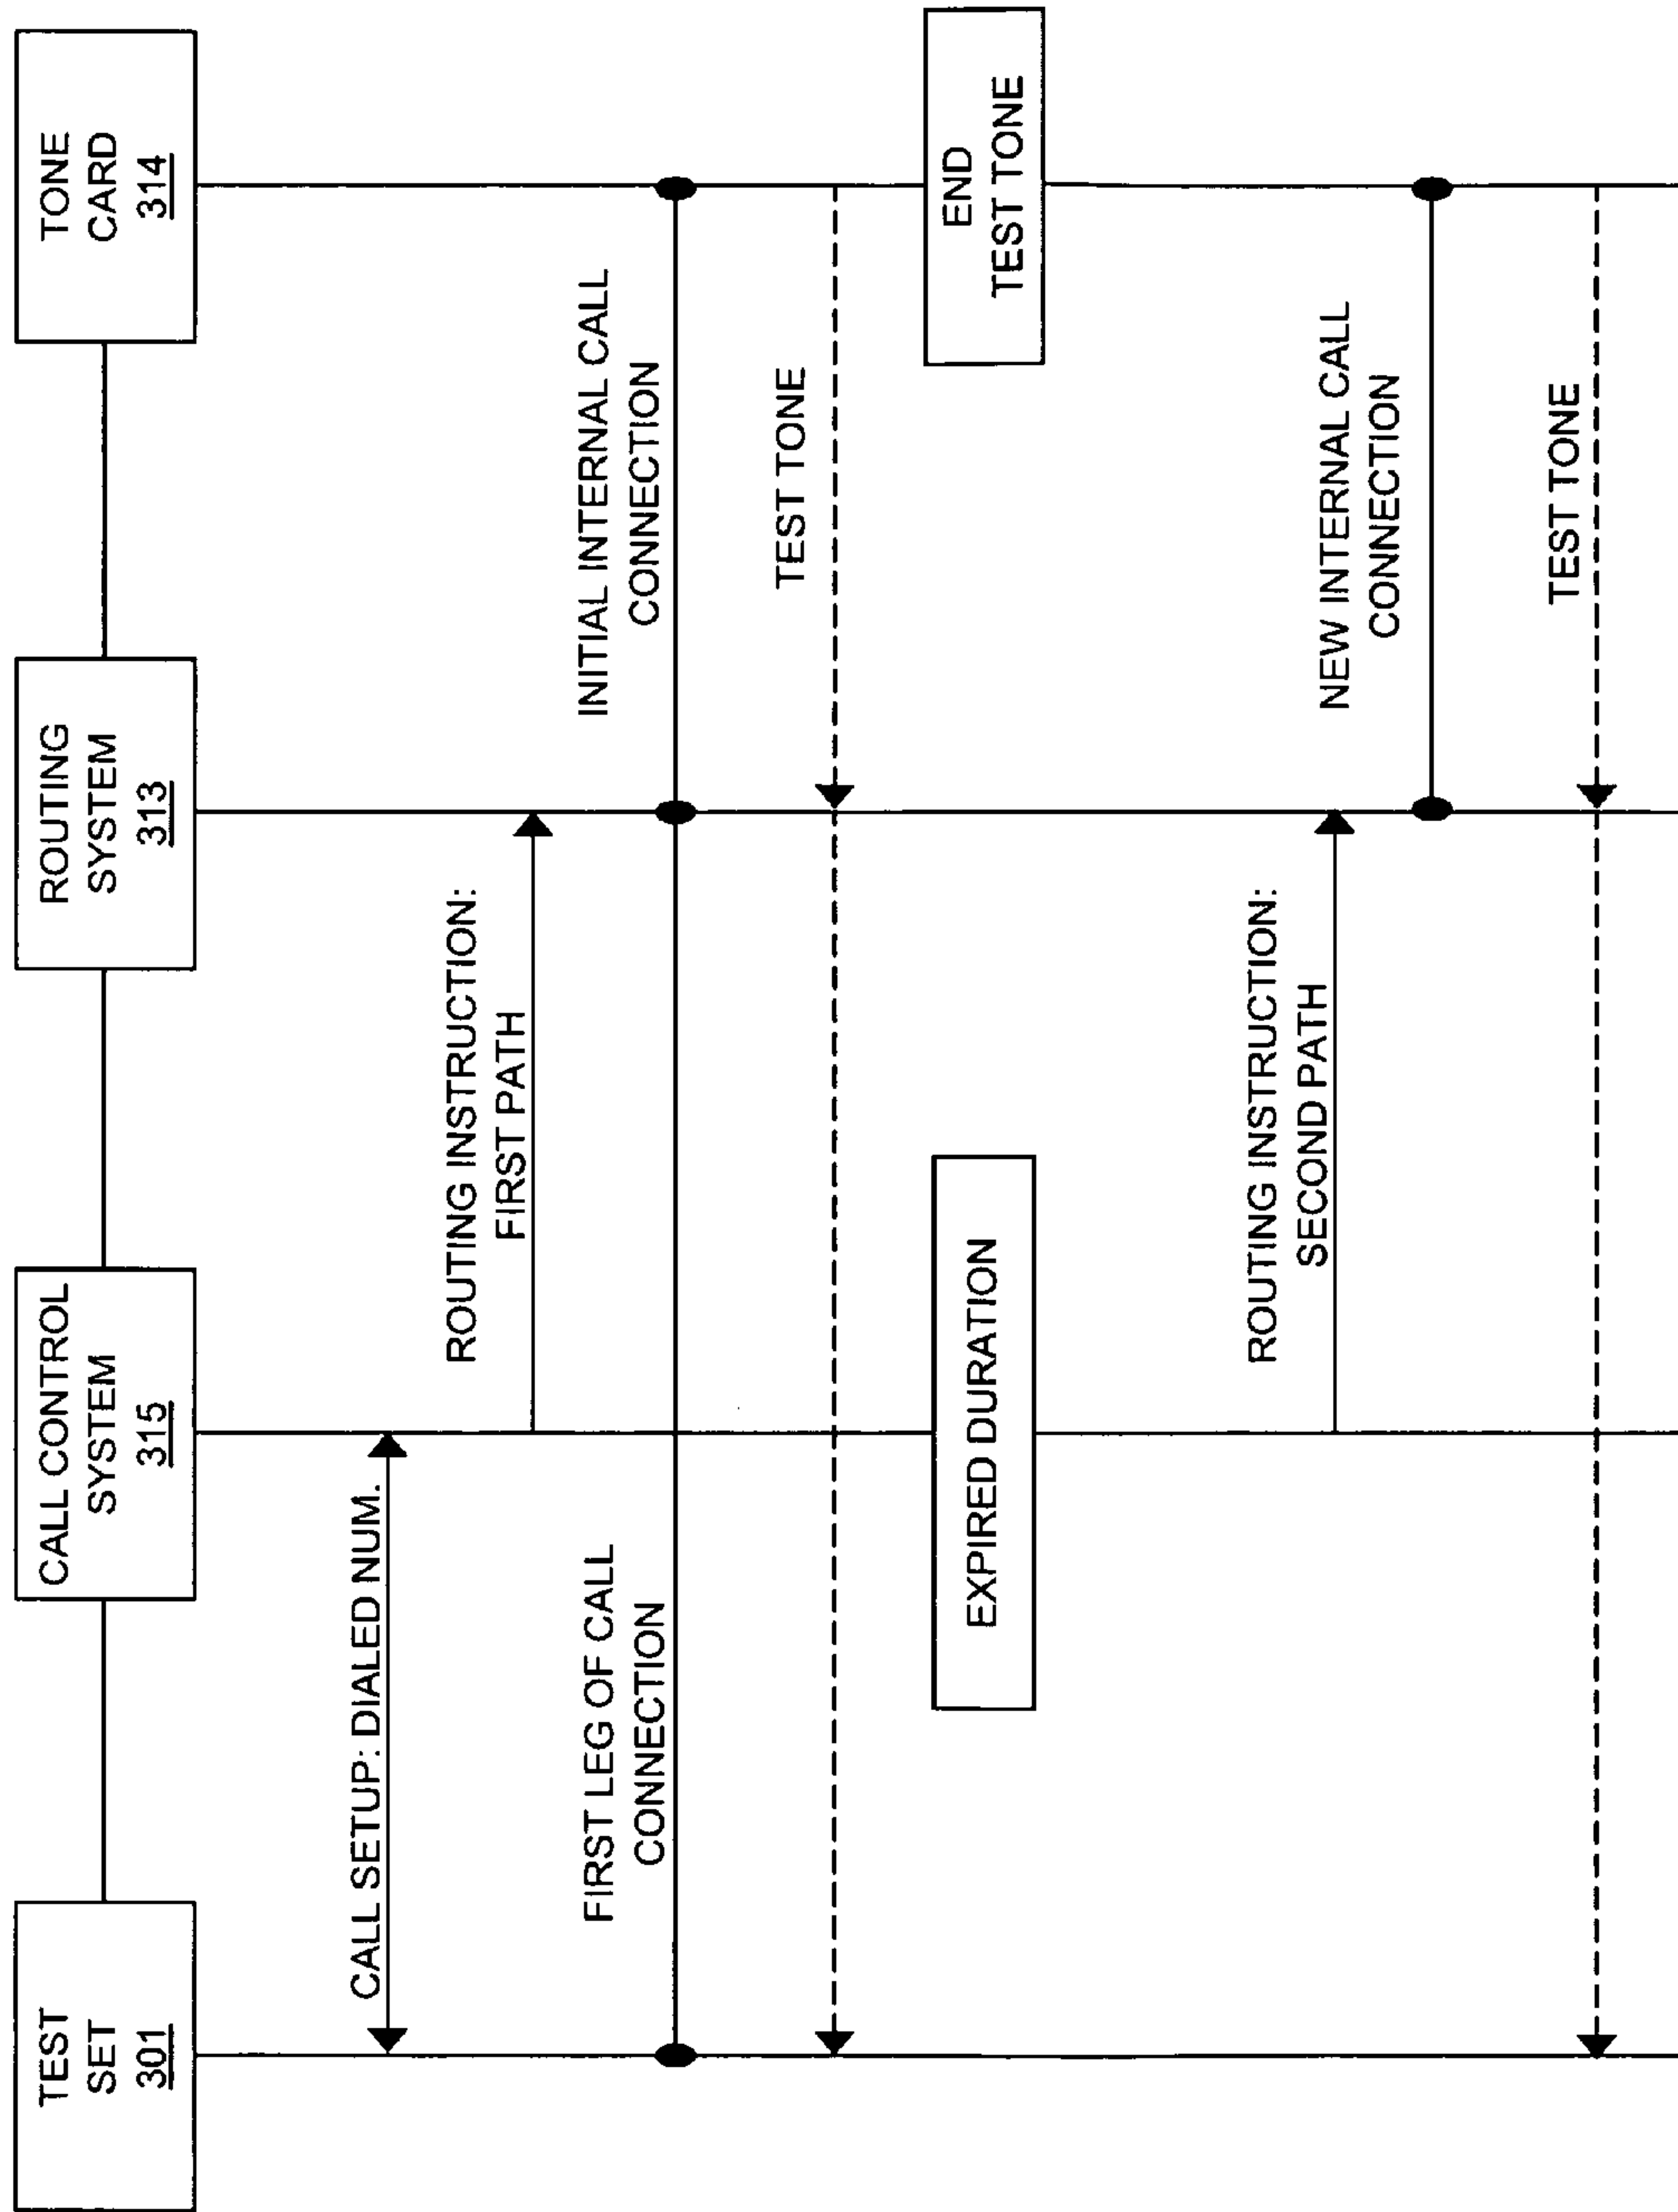 TEST
SET
301
CALL CONTROL
SYSTEM
315
ROUTING
SYSTEM
313
TONE
CARD
314
CALL SETUP: DIALED NUM.
ROUTING INSTRUCTION:
FIRST PATH
FIRST LEG OF CALL
CONNECTION
INITIAL INTERNAL CALL
CONNECTION
TEST TONE
EXPIRED DURATION
END
TEST TONE
ROUTING INSTRUCTION:
SECOND PATH
NEW INTERNAL CALL
CONNECTION
TEST TONE